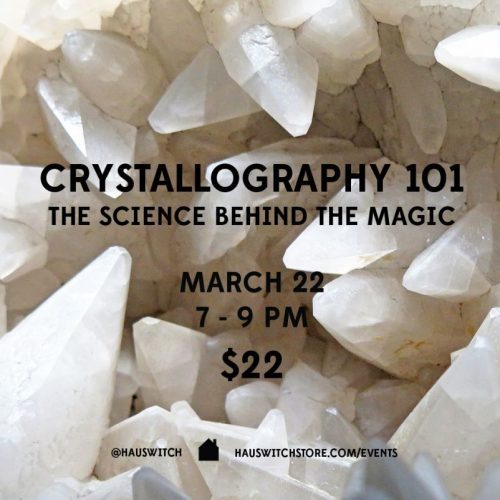 CRYSTALLOGRAPHY 101
THE SCIENCE BEHIND THE MAGIC
MARCH 22
7 - 9 PM
$22
@HAUSWITCH
HAUSWITCHSTORE.COM/EVENTS